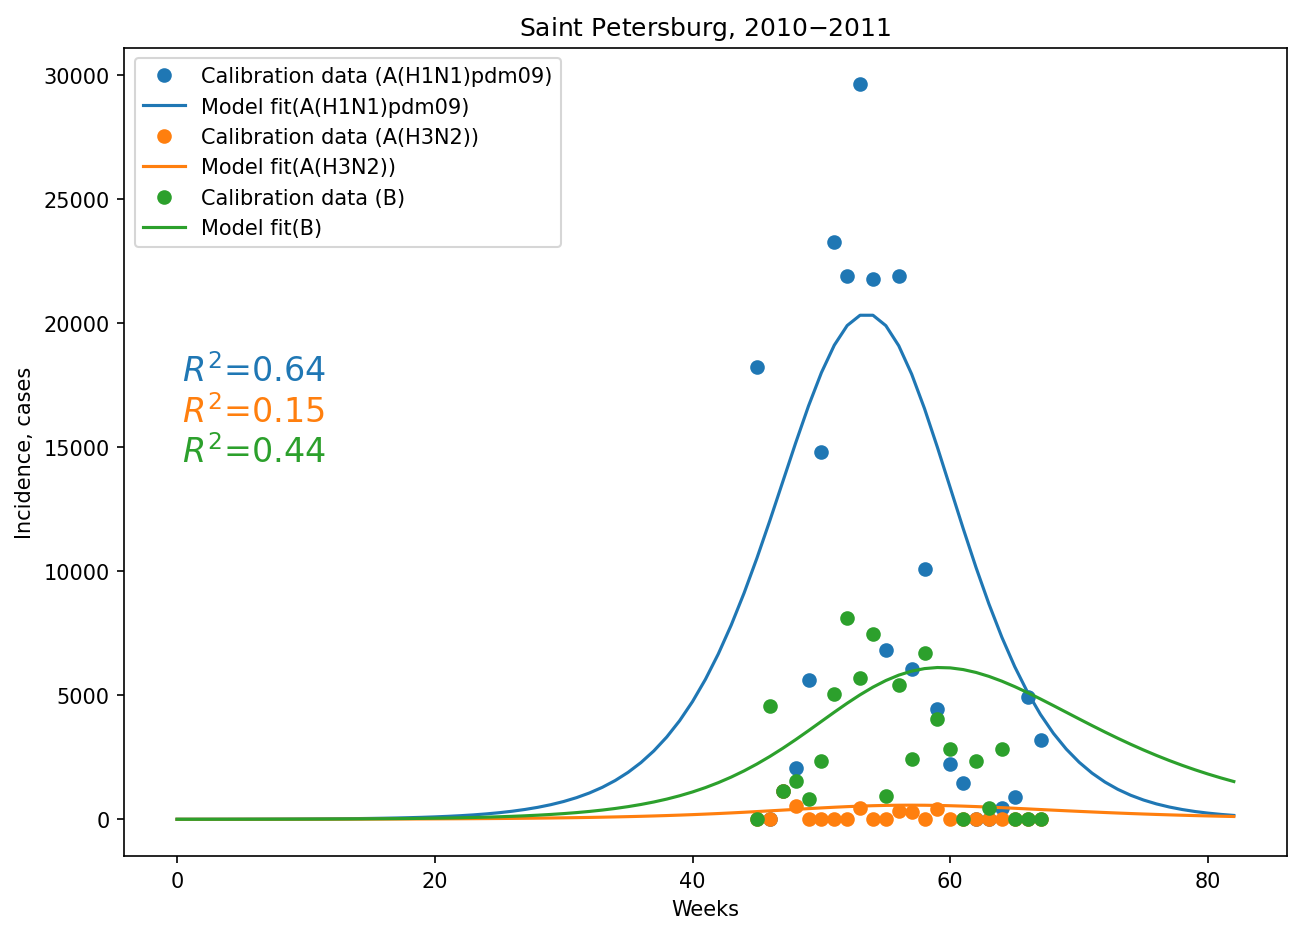 Saint Petersburg, 2010−2011
30000
25000
20000
15000
10000
5000
0
Incidence, cases
Calibration data (A(H1N1)pdm09)
Model fit(A(H1N1)pdm09)
Calibration data (A(H3N2))
Model fit(A(H3N2))
Calibration data (B)
Model fit(B)
R²=0.64
R²=0.15
R²=0.44
0 20 40 60 80
Weeks